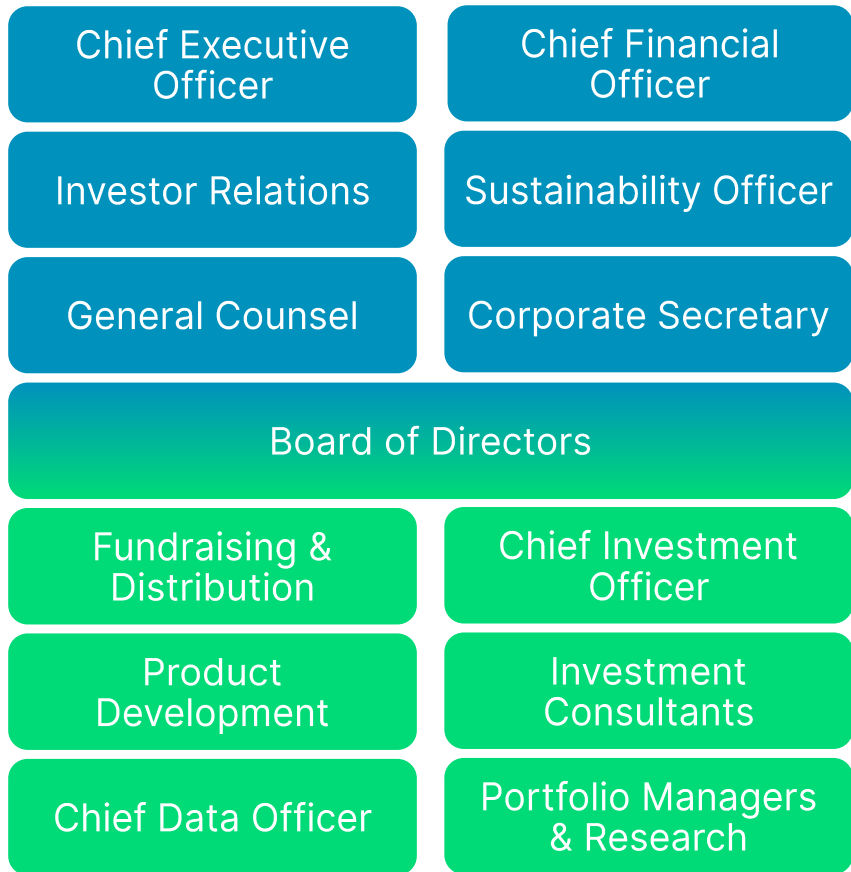 Chief Executive
Officer
Chief Financial
Officer
Investor Relations
Sustainability Officer
General Counsel
Corporate Secretary
Board of Directors
Fundraising &
Distribution
Chief Investment
Officer
Product
Development
Investment
Consultants
Chief Data Officer
Portfolio Managers
& Research